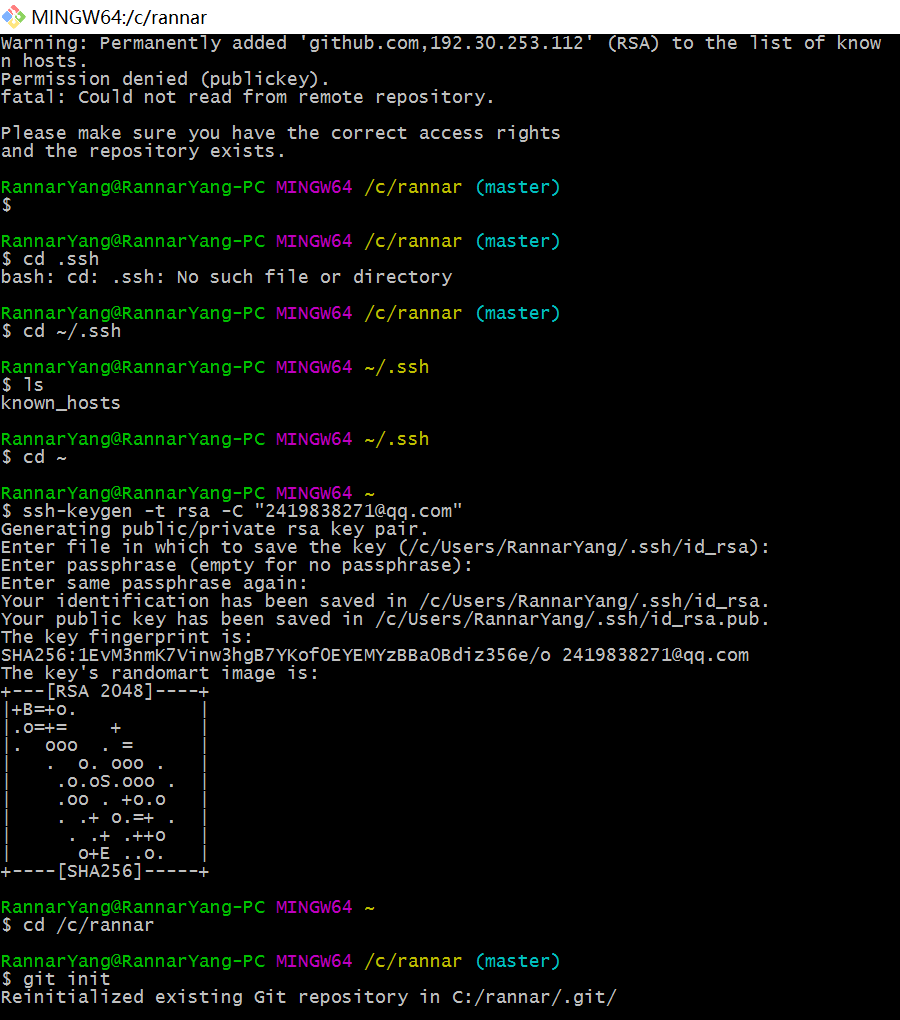 MINGW64:/c/rannar
Warning: Permanently added 'github.com,192.30.253.112' (RSA) to the list of know
n hosts.
Permission denied (publickey).
fatal: Could not read from remote repository.
Please make sure you have the correct access rights
and the repository exists.
RannarYang@RannarYang-PC MINGW64 /c/rannar (master)
$
RannarYang@RannarYang-PC MINGW64 /c/rannar (master)
$ cd .ssh
bash: cd: .ssh: No such file or directory
RannarYang@RannarYang-PC MINGW64 /c/rannar (master)
$ cd ~/.ssh
RannarYang@RannarYang-PC MINGW64 ~/.ssh
$ ls
known_hosts
RannarYang@RannarYang-PC MINGW64 ~/.ssh
$ cd ~
RannarYang@RannarYang-PC MINGW64 ~
$ ssh-keygen -t rsa -C "2419838271@qq.com"
Generating public/private rsa key pair.
Enter file in which to save the key (/c/Users/RannarYang/.ssh/id_rsa):
Enter passphrase (empty for no passphrase):
Enter same passphrase again:
Your identification has been saved in /c/Users/RannarYang/.ssh/id_rsa.
Your public key has been saved in /c/Users/RannarYang/.ssh/id_rsa.pub.
The key fingerprint is:
SHA256:1EvM3nmK7Vinw3hgB7YKofOEYEMYzBBaOBdiz356e/o 2419838271@qq.com
The key's randomart image is:
+---[RSA 2048]----+
|+B=+o.            |
|.o=+=    +        |
|.  ooo  . =       |
|   .  o. ooo .    |
|    .o.oS.ooo .   |
|    .oo . +o.o    |
|    . .+ o.=+ .   |
|     . .+ .++o    |
|      o+E ..o.    |
+----[SHA256]-----+
RannarYang@RannarYang-PC MINGW64 ~
$ cd /c/rannar
RannarYang@RannarYang-PC MINGW64 /c/rannar (master)
$ git init
Reinitialized existing Git repository in C:/rannar/.git/